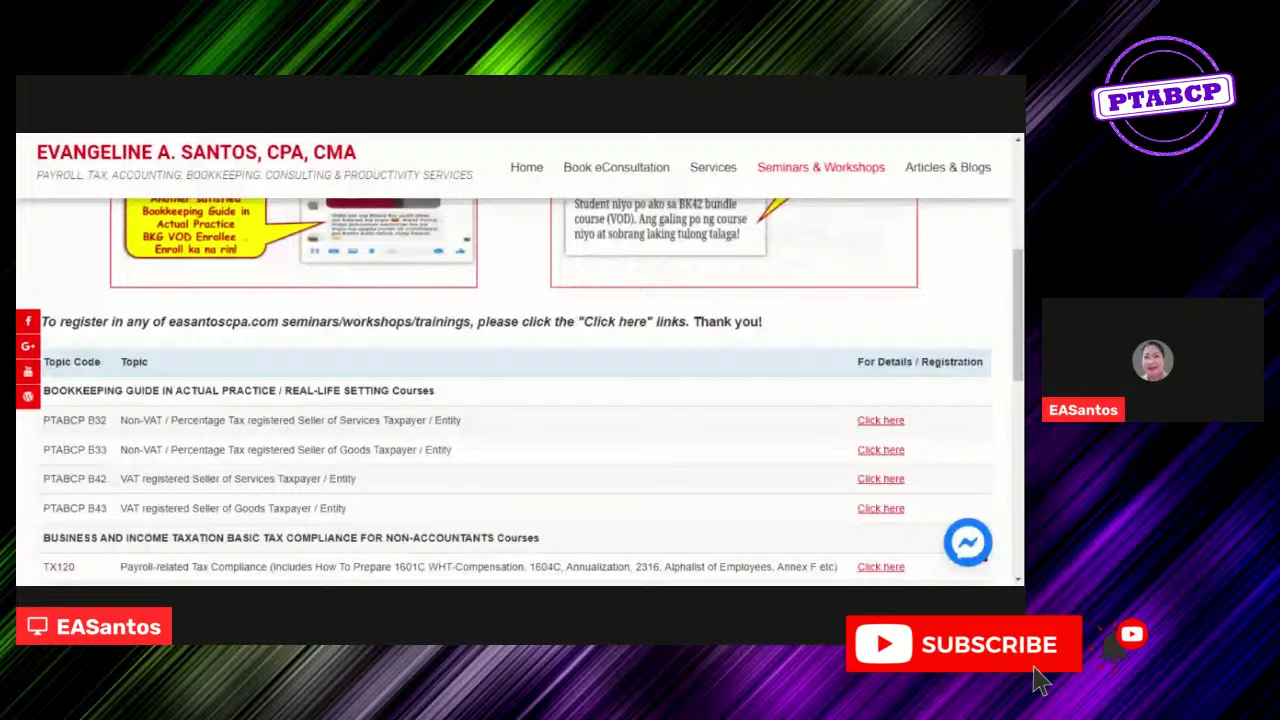 PTABCP
EVANGELINE A. SANTOS, CPA, CMA
PAYROLL, TAX, ACCOUNTING, BOOKKEEPING, CONSULTING & PRODUCTIVITY SERVICES
Home Book eConsultation Services Seminars & Workshops Articles & Blogs
Another satisfied
Bookkeeping Guide in
Actual Practice
BKG VOD Enrollee ..
Enroll ka na rin!
Student niyo po ako sa BK42 bundle
course (VOD). Ang galing po ng course
niyo at sobrang laking tulong talaga!
To register in any of easantoscpa.com seminars/workshops/trainings, please click the "Click here" links. Thank you!
Topic Code Topic For Details / Registration
BOOKKEEPING GUIDE IN ACTUAL PRACTICE / REAL-LIFE SETTING Courses
PTABCP B32 Non-VAT / Percentage Tax registered Seller of Services Taxpayer / Entity Click here
PTABCP B33 Non-VAT / Percentage Tax registered Seller of Goods Taxpayer / Entity Click here
PTABCP B42 VAT registered Seller of Services Taxpayer / Entity Click here
PTABCP B43 VAT registered Seller of Goods Taxpayer / Entity Click here
BUSINESS AND INCOME TAXATION BASIC TAX COMPLIANCE FOR NON-ACCOUNTANTS Courses
TX120 Payroll-related Tax Compliance (includes How To Prepare 1601C WHT-Compensation, 1604C, Annualization, 2316, Alphalist of Employees, Annex F etc) Click here
EASantos
EASantos
SUBSCRIBE